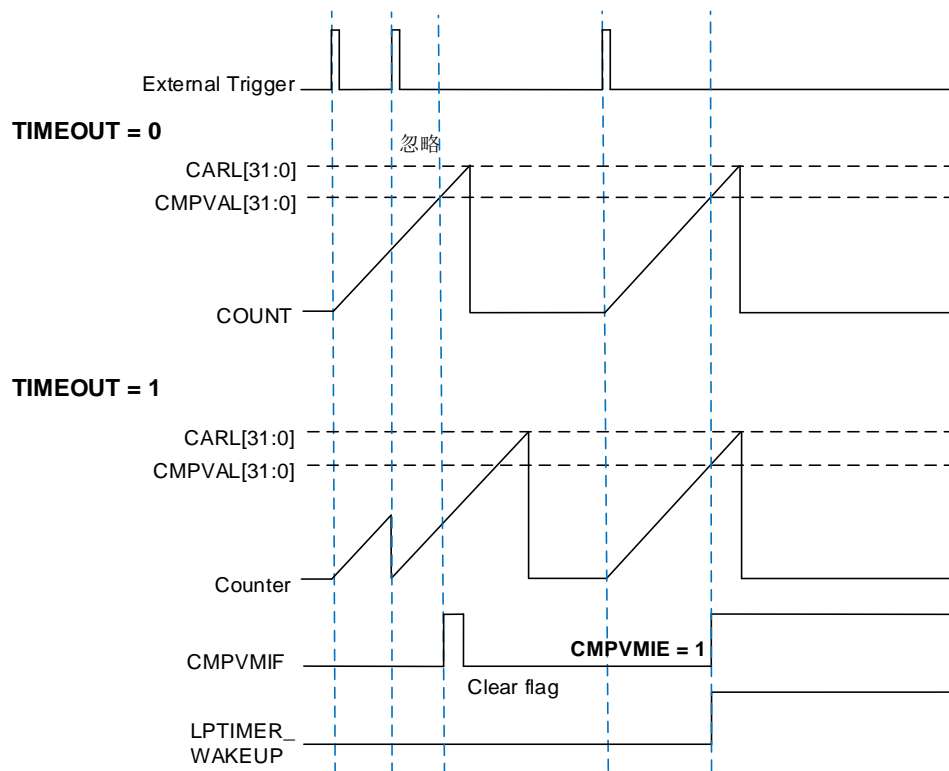 External Trigger
TIMEOUT = 0
忽略
CARL[31:0]
CMPVAL[31:0]
COUNT
TIMEOUT = 1
CARL[31:0]
CMPVAL[31:0]
Counter
CMPVMIE = 1
CMPVMIF
Clear flag
LPTIMER_
WAKEUP